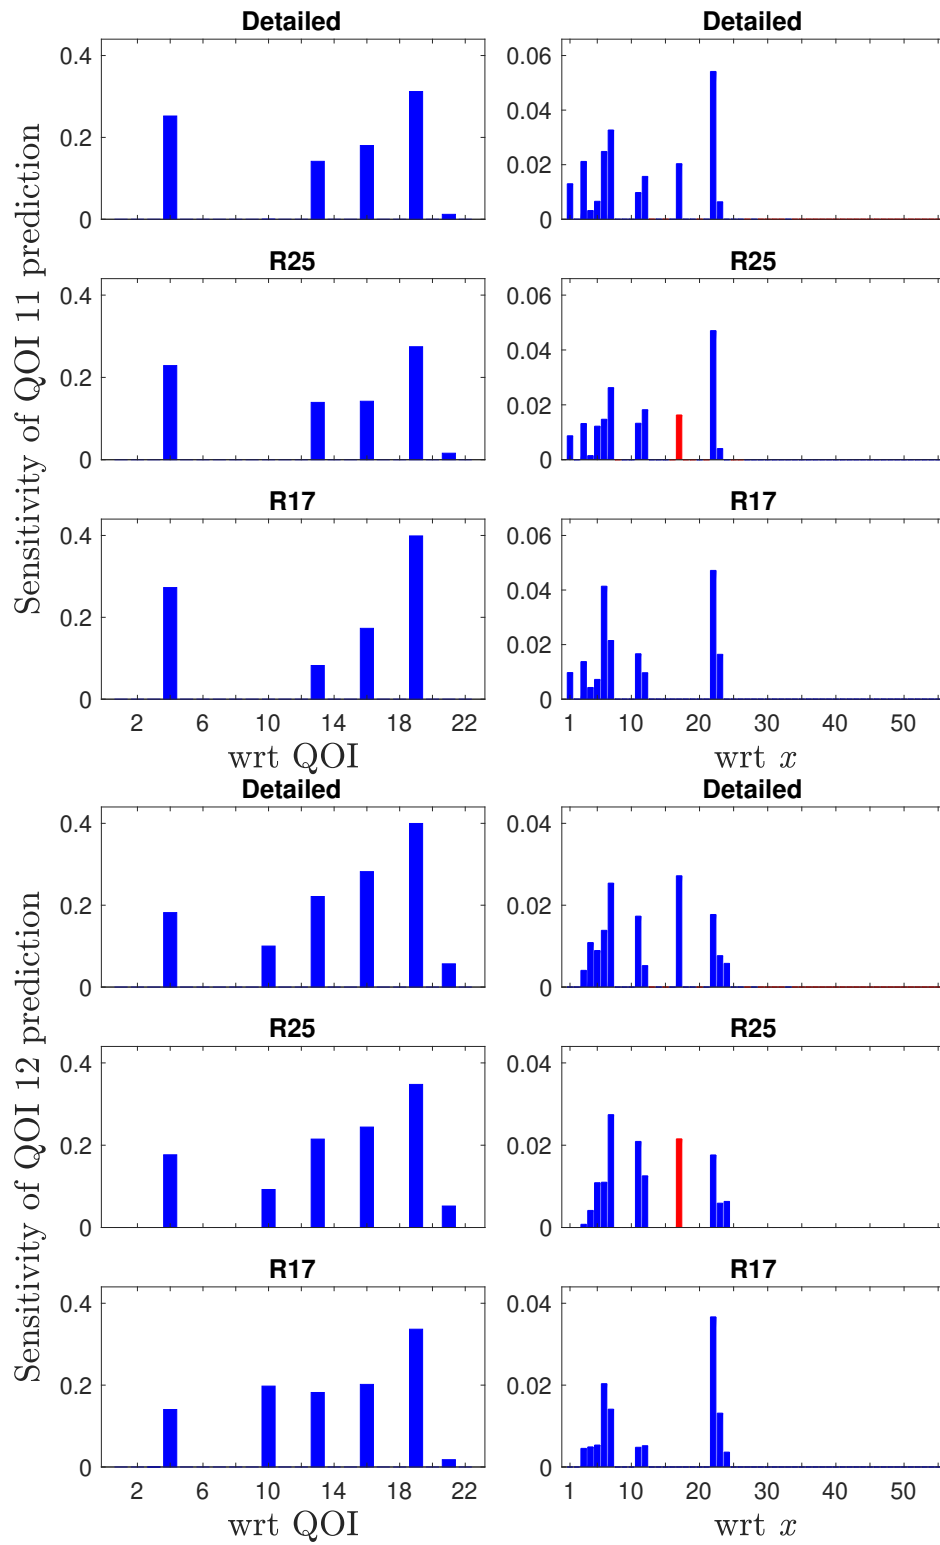 Sensitivity of QOI 11 prediction
Detailed
0.4
0.2
0
Detailed
0.06
0.04
0.02
0
R25
0.4
0.2
0
R25
0.06
0.04
0.02
0
R17
0.4
0.2
0
2 6 10 14 18 22
wrt QOI
R17
0.06
0.04
0.02
0
1 10 20 30 40 50
wrt x
Sensitivity of QOI 12 prediction
Detailed
0.4
0.2
0
Detailed
0.04
0.02
0
R25
0.4
0.2
0
R25
0.04
0.02
0
R17
0.4
0.2
0
2 6 10 14 18 22
wrt QOI
R17
0.04
0.02
0
1 10 20 30 40 50
wrt x